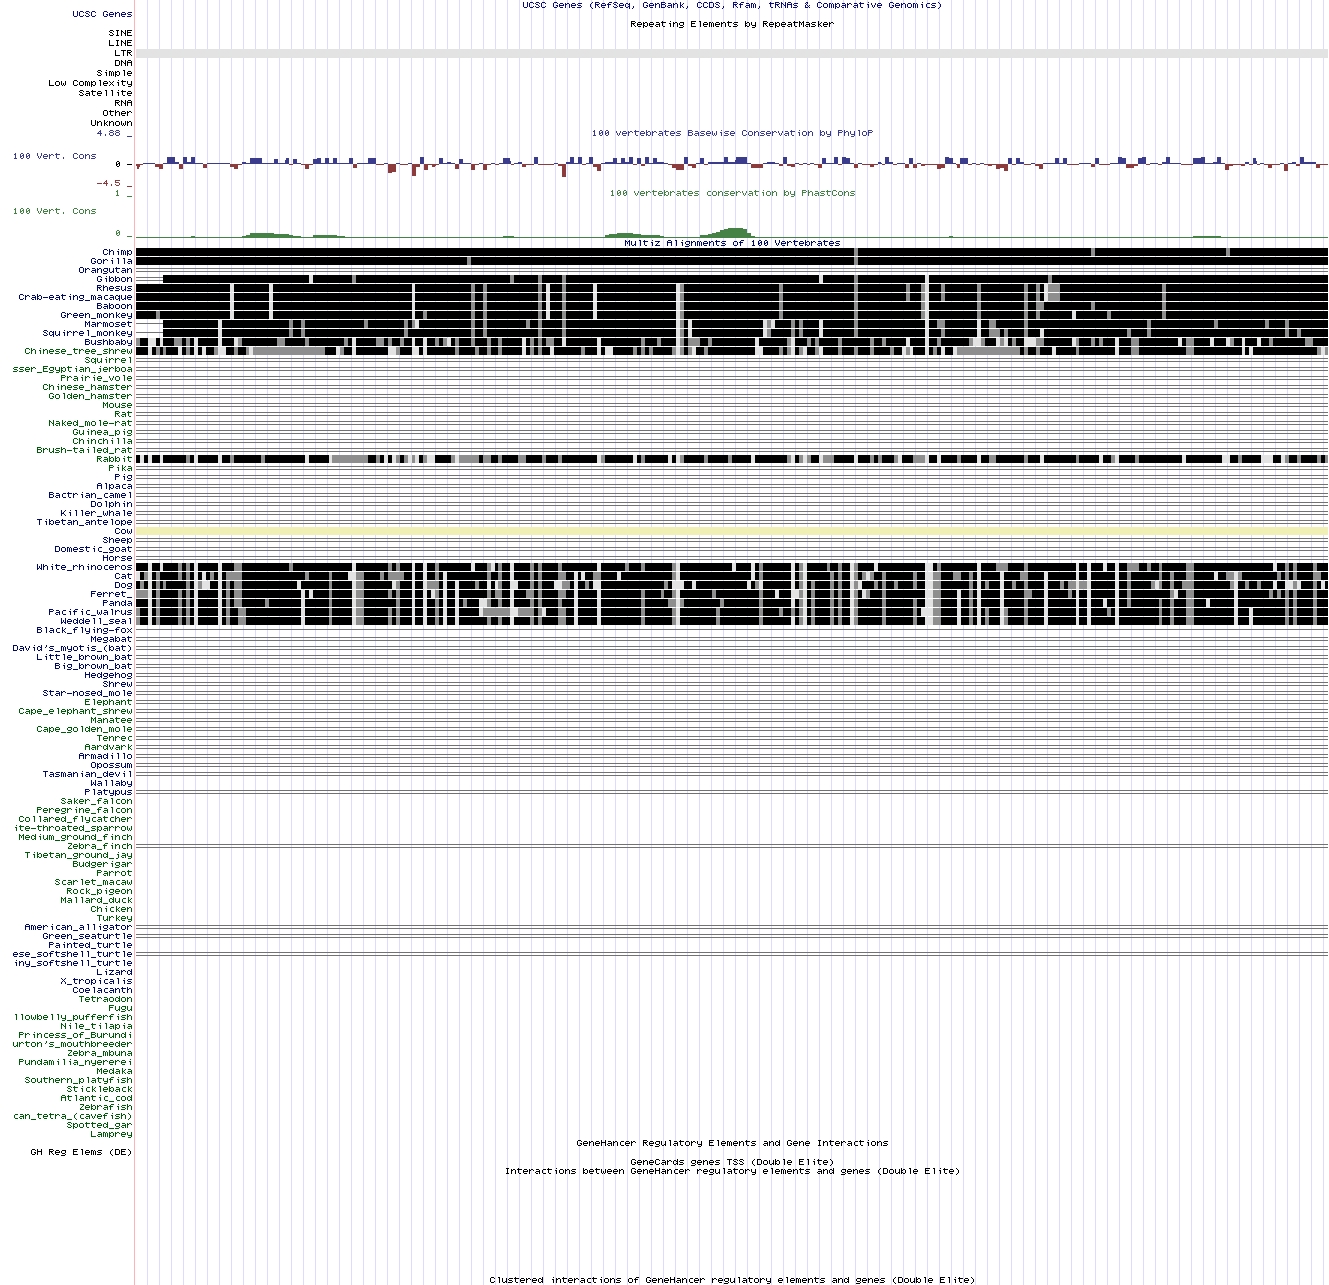 UCSC Genes (RefSeq, GenBank, CCDS, Rfam, tRNAs & Comparative Genomics)
UCSC Genes
Repeating Elements by RepeatMasker
SINE
LINE
LTR
DNA
Simple
Low Complexity
Satellite
RNA
Other
Unknown
4.88 _
100 vertebrates Basewise Conservation by PhyloP
100 Vert. Cons
0 _
-4.5 _
1 _
100 vertebrates conservation by PhastCons
100 Vert. Cons
0 _
Multiz Alignments of 100 Vertebrates
Chimp
Gorilla
Orangutan
Gibbon
Rhesus
Crab-eating_macaque
Baboon
Green_monkey
Marmoset
Squirrel_monkey
Bushbaby
Chinese_tree_shrew
Squirrel
sser_Egyptian_jerboa
Prairie_vole
Chinese_hamster
Golden_hamster
Mouse
Rat
Naked_mole-rat
Guinea_pig
Chinchilla
Brush-tailed_rat
Rabbit
Pika
Pig
Alpaca
Bactrian_camel
Dolphin
Killer_whale
Tibetan_antelope
Cow
Sheep
Domestic_goat
Horse
White_rhinoceros
Cat
Dog
Ferret_
Panda
Pacific_walrus
Weddell_seal
Black_flying-fox
Megabat
David's_myotis_(bat)
Little_brown_bat
Big_brown_bat
Hedgehog
Shrew
Star-nosed_mole
Elephant
Cape_elephant_shrew
Manatee
Cape_golden_mole
Tenrec
Aardvark
Armadillo
Opossum
Tasmanian_devil
Wallaby
Platypus
Saker_falcon
Peregrine_falcon
Collared_flycatcher
ite-throated_sparrow
Medium_ground_finch
Zebra_finch
Tibetan_ground_jay
Budgerigar
Parrot
Scarlet_macaw
Rock_pigeon
Mallard_duck
Chicken
Turkey
American_alligator
Green_seaturtle
Painted_turtle
ese_softshell_turtle
iny_softshell_turtle
Lizard
X_tropicalis
Coelacanth
Tetraodon
Fugu
llowbelly_pufferfish
Nile_tilapia
Princess_of_Burundi
urton's_mouthbreeder
Zebra_mbuna
Pundamilia_nyererei
Medaka
Southern_platyfish
Stickleback
Atlantic_cod
Zebrafish
can_tetra_(cavefish)
Spotted_gar
Lamprey
GeneHancer Regulatory Elements and Gene Interactions
GH Reg Elems (DE)
GeneCards genes TSS (Double Elite)
Interactions between GeneHancer regulatory elements and genes (Double Elite)
Clustered interactions of GeneHancer regulatory elements and genes (Double Elite)